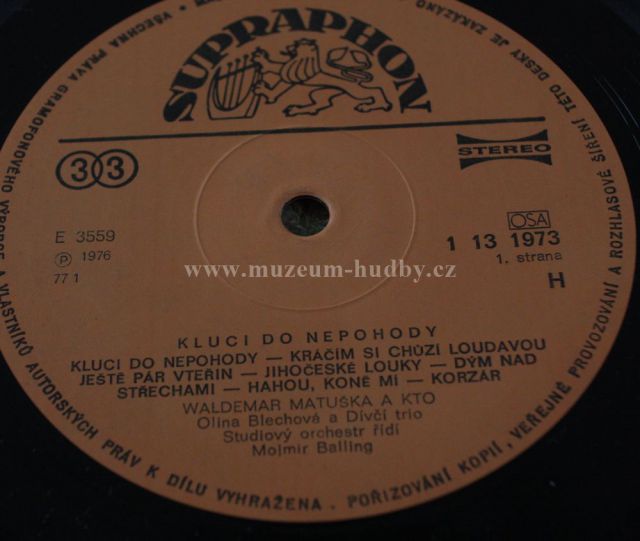 SUPRAPHON
33
STEREO
E 3559
Ⓟ 1976
77 1
OSA
1 13 1973
1. strana
H
www.muzeum-hudby.cz
KLUCI DO NEPOHODY
KLUCI DO NEPOHODY — KRÁČÍM SI CHŮZÍ LOUDAVOU
JEŠTĚ PÁR VTEŘIN — JIHOČESKÉ LOUKY — DÝM NAD
STŘECHAMI — HAHOU, KONĚ MÍ — KORZÁR
WALDEMAR MATUŠKA A KTO
Olina Blechová a Dívčí trio
Studiový orchestr řídí
Mojmír Balling
VŠECHNA PRÁVA GRAMOFONOVÉHO VÝROBCE A VLASTNÍKŮ AUTORSKÝCH PRÁV K DÍLU VYHRAŽENA . POŘIZOVÁNÍ KOPIÍ, VEŘEJNÉ PROVOZOVÁNÍ A ROZHLASOVÉ ŠÍŘENÍ TÉTO DESKY JE ZAKÁZÁNO